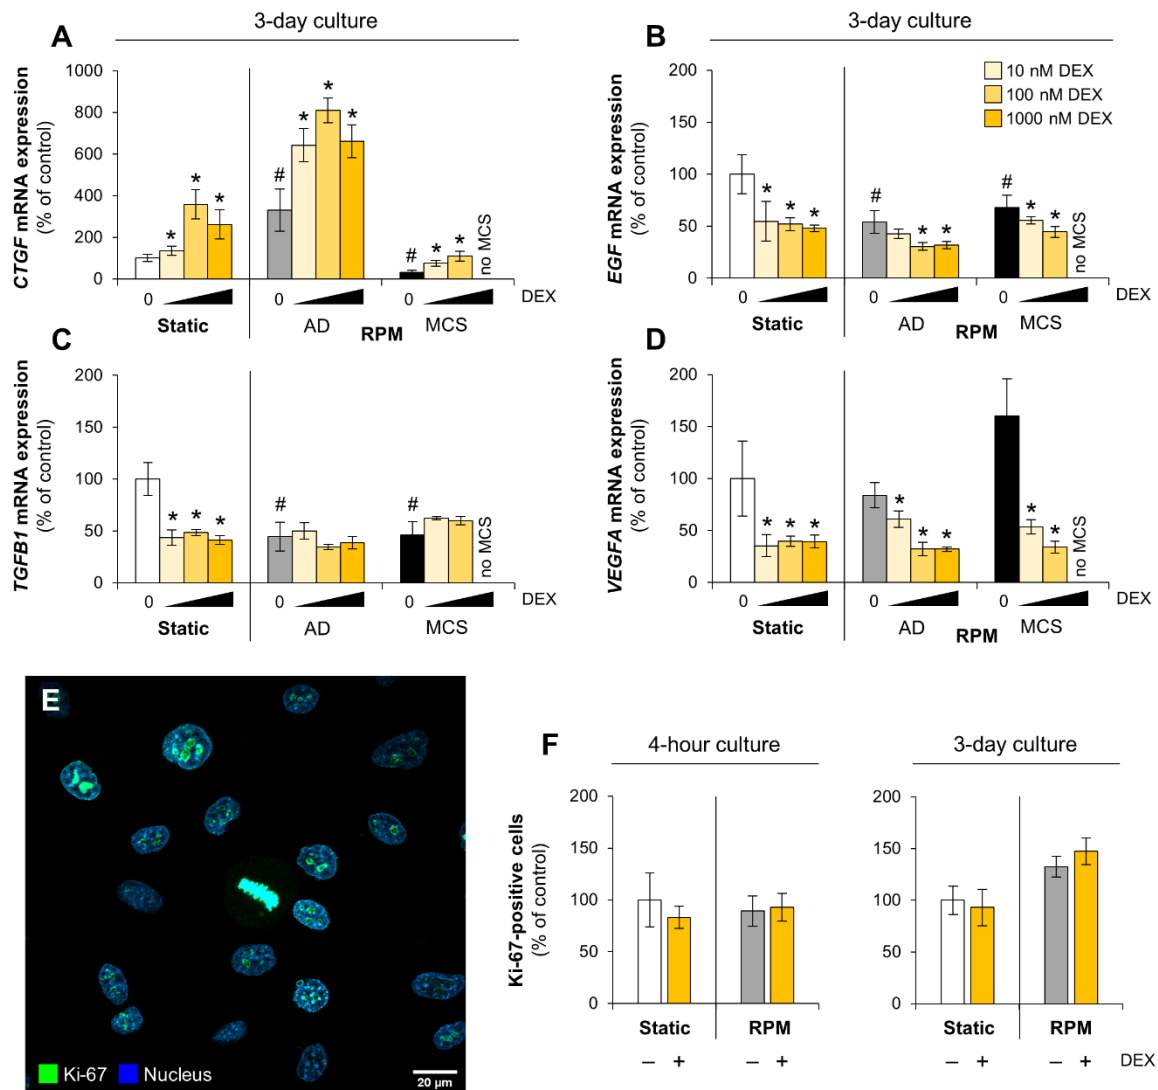 3-day culture
A
CTGF mRNA expression
(% of control)
1000
800
600
400
200
0
* * *
# * * *
# * * no MCS
0 0 0 DEX
Static AD RPM MCS
3-day culture
B
EGF mRNA expression
(% of control)
200
150
100
50
0
10 nM DEX
100 nM DEX
1000 nM DEX
* * *
# * *
# * * no MCS
0 0 0 DEX
Static AD RPM MCS
C
TGFB1 mRNA expression
(% of control)
200
150
100
50
0
* * *
#
# no MCS
0 0 0 DEX
Static AD MCS
D
VEGFA mRNA expression
(% of control)
200
150
100
50
0
* * *
* * *
* * no MCS
0 0 0 DEX
Static AD RPM MCS
E
Ki-67 Nucleus
20 µm
F
4-hour culture
Ki-67-positive cells
(% of control)
200
150
100
50
0
Static RPM
– + – +
3-day culture
200
150
100
50
0
Static RPM
– + – + DEX